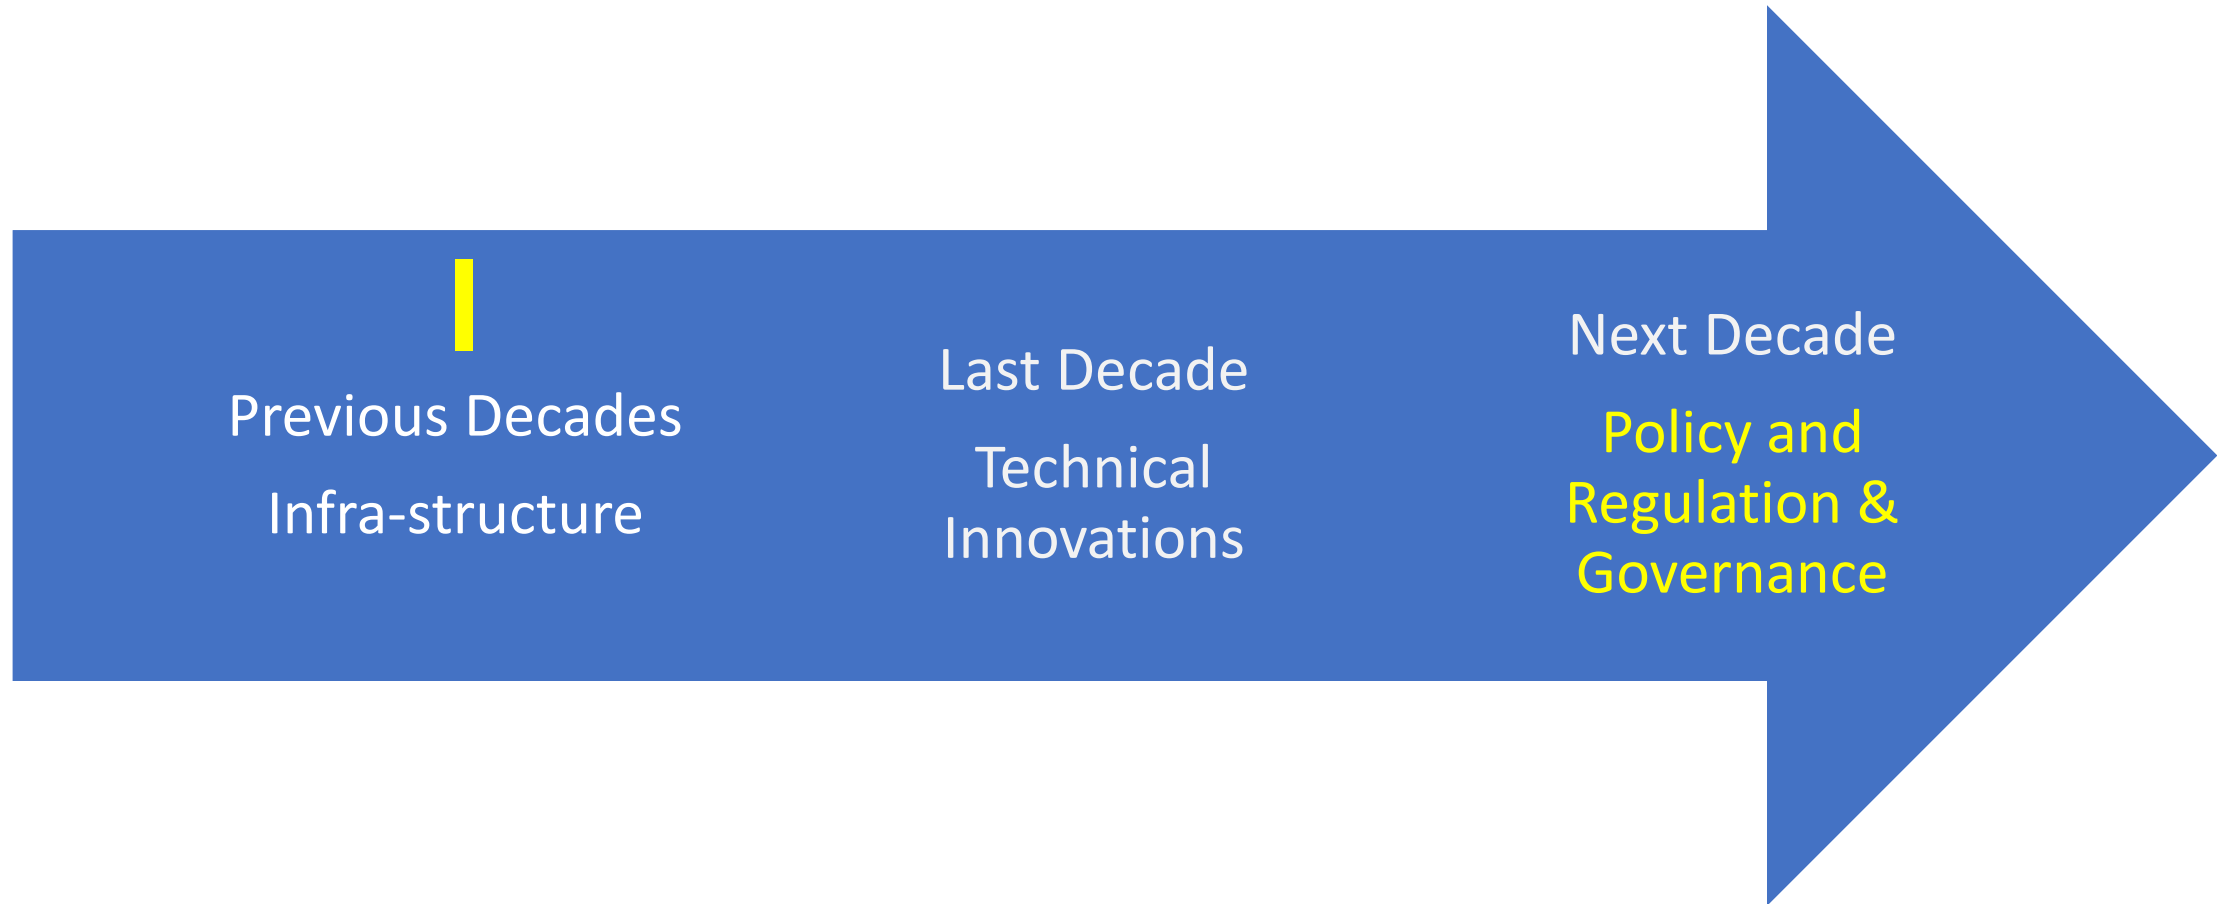 Previous Decades
Infra-structure
Last Decade
Technical
Innovations
Next Decade
Policy and
Regulation &
Governance